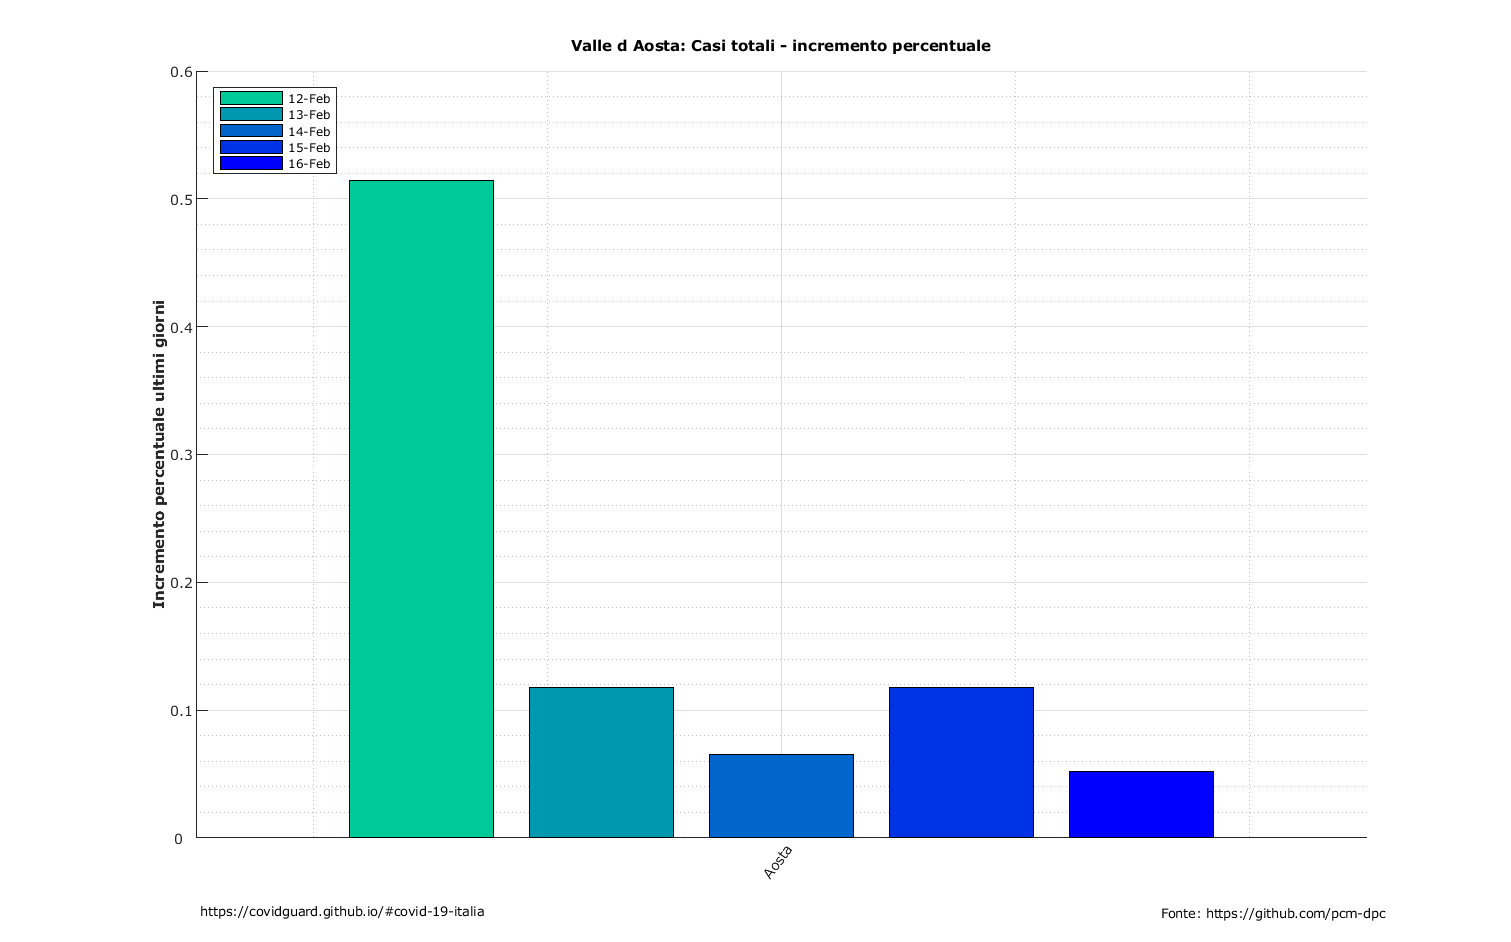 Valle d Aosta: Casi totali - incremento percentuale
0.6
0.5
0.4
0.3
0.2
0.1
0
Incremento percentuale ultimi giorni
12-Feb
13-Feb
14-Feb
15-Feb
16-Feb
Aosta
https://covidguard.github.io/#covid-19-italia
Fonte: https://github.com/pcm-dpc